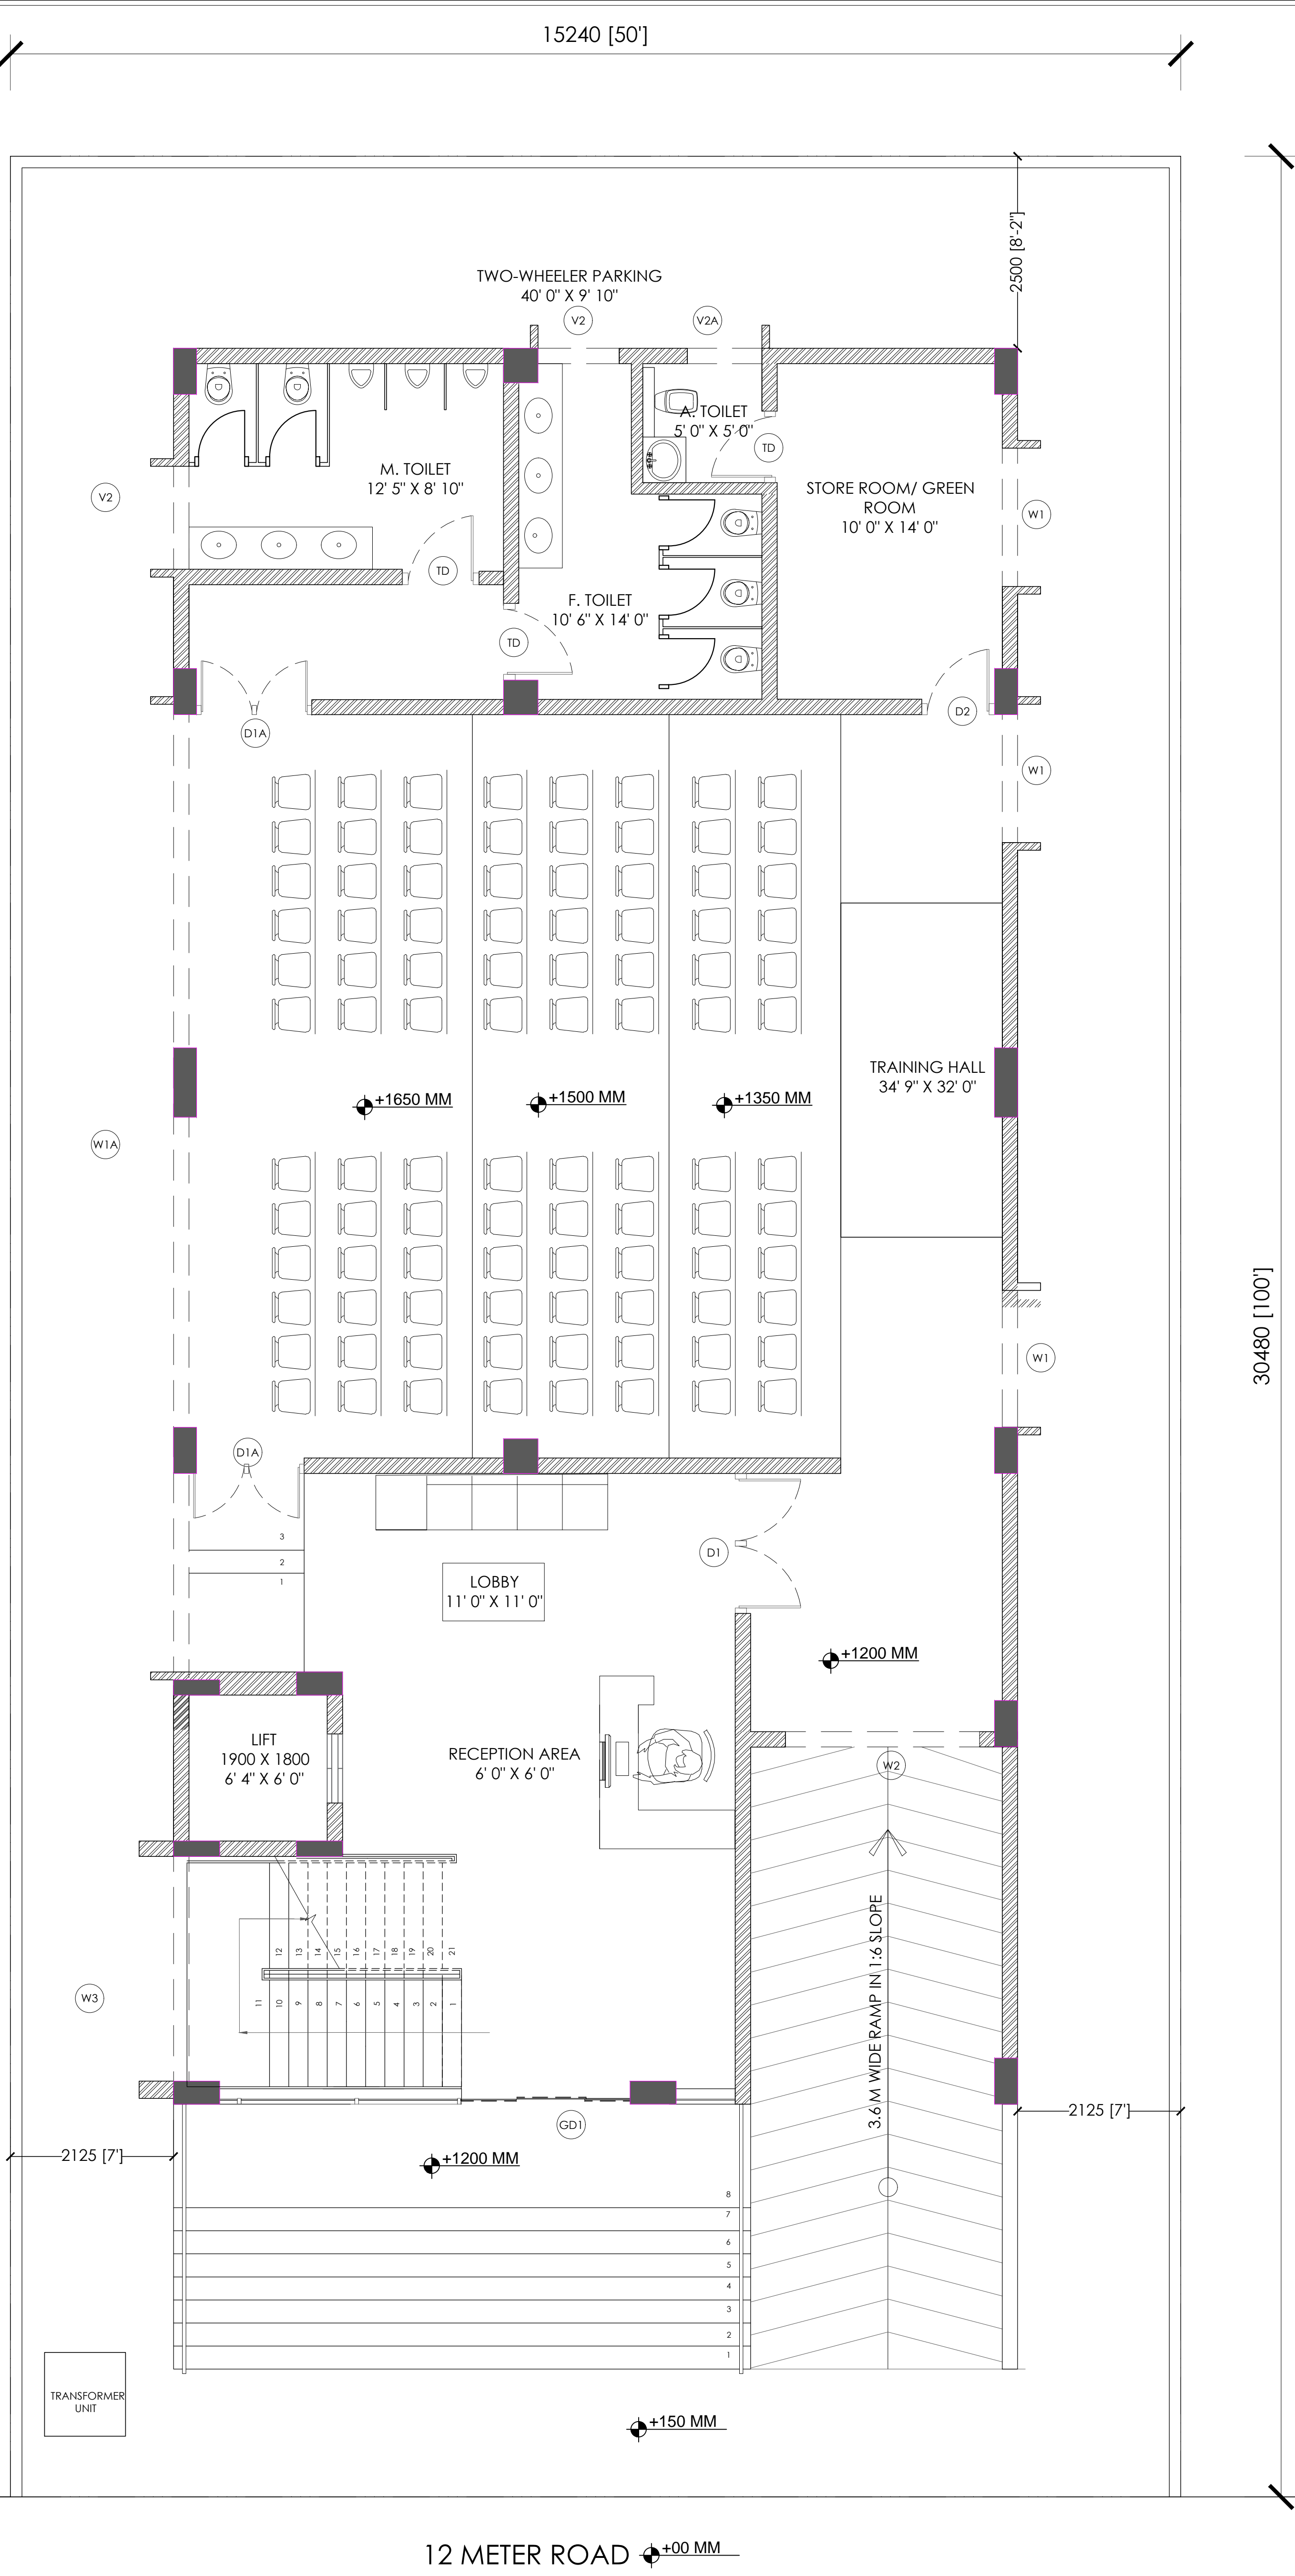 15240 [50']
2500 [8'-2"]
TWO-WHEELER PARKING
40' 0" X 9' 10"
V2
V2A
A. TOILET
5' 0" X 5' 0"
TD
M. TOILET
12' 5" X 8' 10"
STORE ROOM/ GREEN
ROOM
10' 0" X 14' 0"
V2
W1
TD
F. TOILET
10' 6" X 14' 0"
TD
D1A
D2
W1
TRAINING HALL
34' 9" X 32' 0"
+1650 MM
+1500 MM
+1350 MM
W1A
30480 [100']
W1
D1A
3
2
1
D1
LOBBY
11' 0" X 11' 0"
+1200 MM
LIFT
1900 X 1800
6' 4" X 6' 0"
RECEPTION AREA
6' 0" X 6' 0"
W2
3.6 M WIDE RAMP IN 1:6 SLOPE
12
13
14
15
16
17
18
19
20
21
W3
11
10
9
8
7
6
5
4
3
2
1
GD1
2125 [7']
2125 [7']
+1200 MM
8
7
6
5
4
3
2
1
TRANSFORMER
UNIT
+150 MM
12 METER ROAD +00 MM